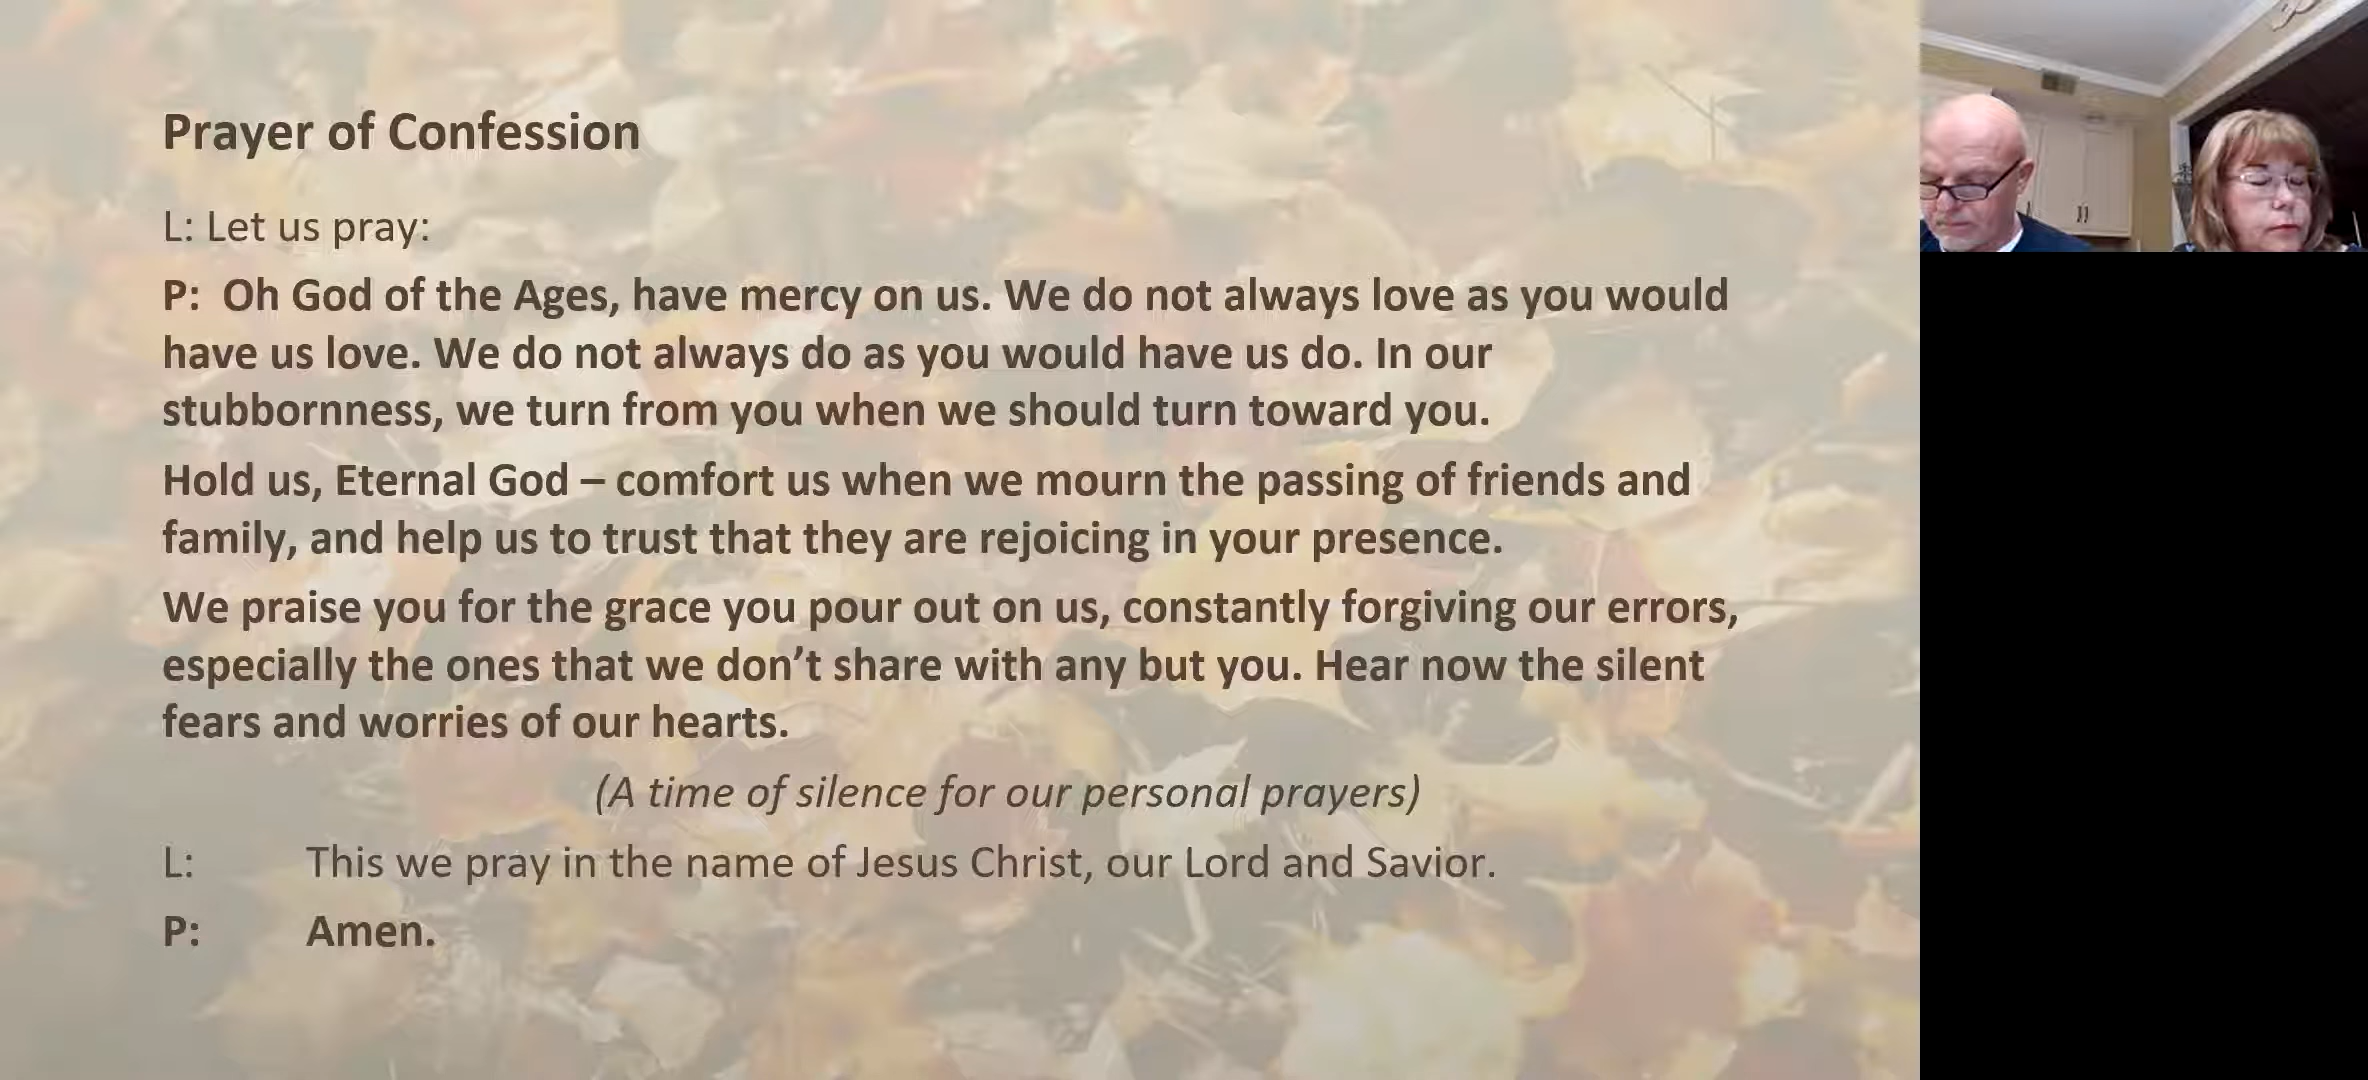 Prayer of Confession
L: Let us pray:
P: Oh God of the Ages, have mercy on us. We do not always love as you would
have us love. We do not always do as you would have us do. In our
stubbornness, we turn from you when we should turn toward you.
Hold us, Eternal God – comfort us when we mourn the passing of friends and
family, and help us to trust that they are rejoicing in your presence.
We praise you for the grace you pour out on us, constantly forgiving our errors,
especially the ones that we don’t share with any but you. Hear now the silent
fears and worries of our hearts.
(A time of silence for our personal prayers)
L: This we pray in the name of Jesus Christ, our Lord and Savior.
P: Amen.